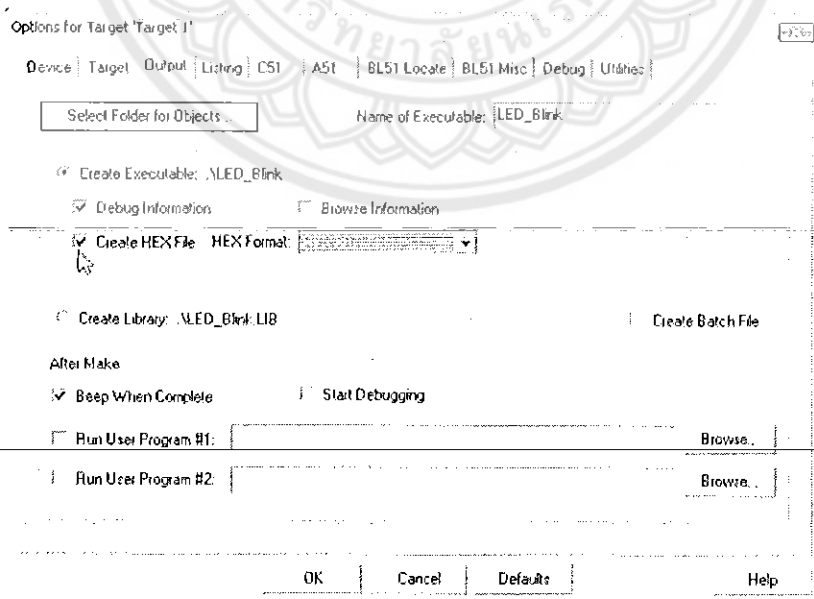 Options for Target 'Target 1'
Device Target Output Listing C51 A51 BL51 Locate BL51 Misc Debug Utilities
Select Folder for Objects... Name of Executable: LED_Blink
Create Executable: .\LED_Blink
Debug Information Browse Information
Create HEX File HEX Format:
Create Library: .\LED_Blink.LIB Create Batch File
After Make
Beep When Complete Start Debugging
Run User Program #1: Browse...
Run User Program #2: Browse...
OK Cancel Defaults Help